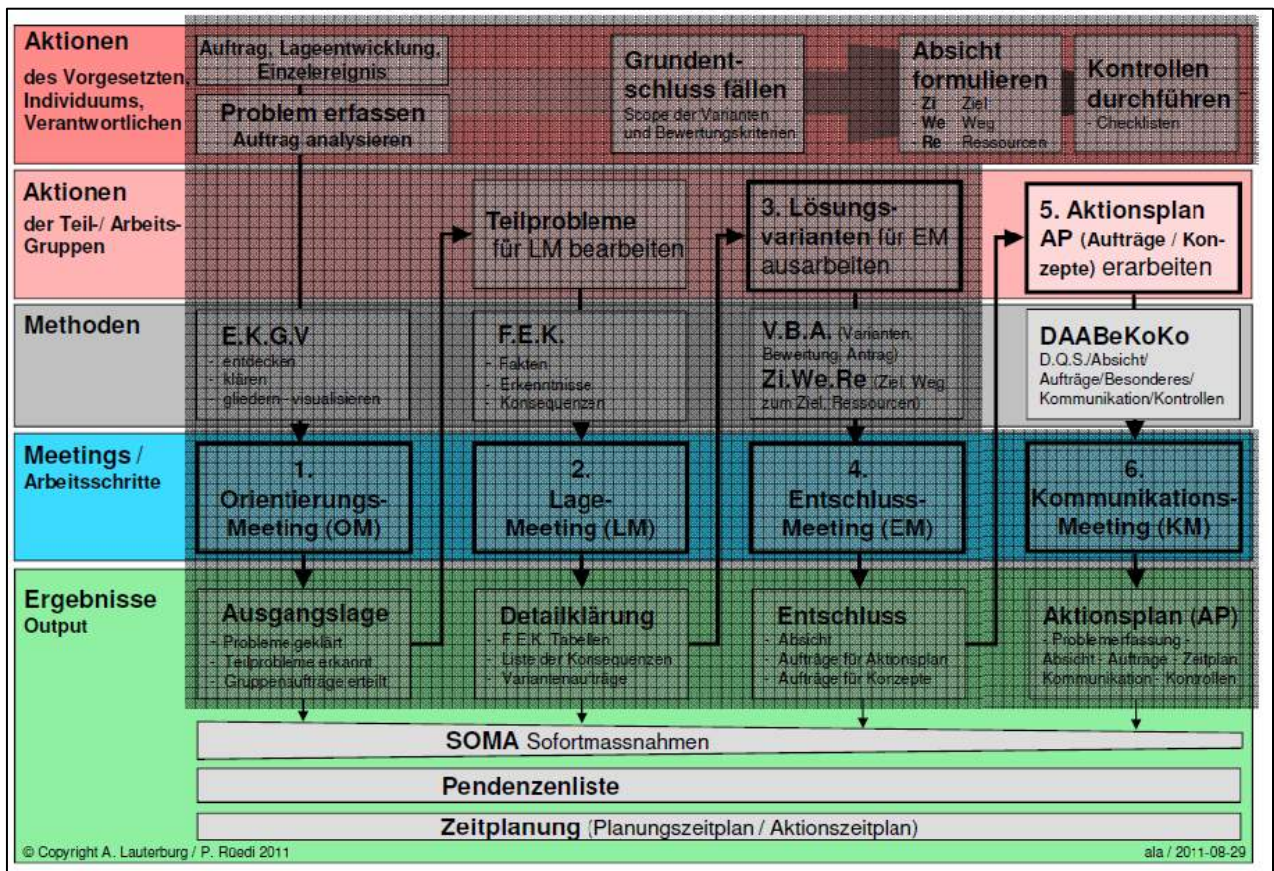 Aktionen
des Vorgesetzten,
Individuums,
Verantwortlichen
Auftrag, Lageentwicklung,
Einzelereignis
Problem erfassen
Auftrag analysieren
Grundent-
schluss fällen
Scope der Varianten
und Bewertungskriterien
Absicht
formulieren
- Zi Ziel
- We Weg
- Re Ressourcen
Kontrollen
durchführen
- Checklisten
Aktionen
der Teil-/ Arbeits-
Gruppen
Teilprobleme
für LM bearbeiten
3. Lösungs-
varianten für EM
ausarbeiten
5. Aktionsplan
AP (Aufträge / Kon-
zepte) erarbeiten
Methoden
E.K.G.V
- entdecken
- klären
- gliedern - visualisieren
F.E.K.
- Fakten
- Erkenntnisse
- Konsequenzen
V.B.A. (Varianten,
Bewertung, Antrag)
Zi.We.Re (Ziel, Weg
zum Ziel, Ressourcen)
DAABeKoKo
D.Q.S./Absicht/
Aufträge/Besonderes/
Kommunikation/Kontrollen
Meetings /
Arbeitsschritte
1.
Orientierungs-
Meeting (OM)
2.
Lage-
Meeting (LM)
4.
Entschluss-
Meeting (EM)
6.
Kommunikations-
Meeting (KM)
Ergebnisse
Output
Ausgangslage
- Probleme geklärt
- Teilprobleme erkannt
- Gruppenaufträge erteilt
Detailklärung
- F.E.K. Tabellen
- Liste der Konsequenzen
- Variantenaufträge
Entschluss
- Absicht
- Aufträge für Aktionsplan
- Aufträge für Konzepte
Aktionsplan (AP)
- Problemerfassung -
Absicht - Aufträge - Zeitplan
Kommunikation - Kontrollen
SOMA Sofortmassnahmen
Pendenzenliste
Zeitplanung (Planungszeitplan / Aktionszeitplan)
© Copyright A. Lauterburg / P. Rüedi 2011
ala / 2011-08-29